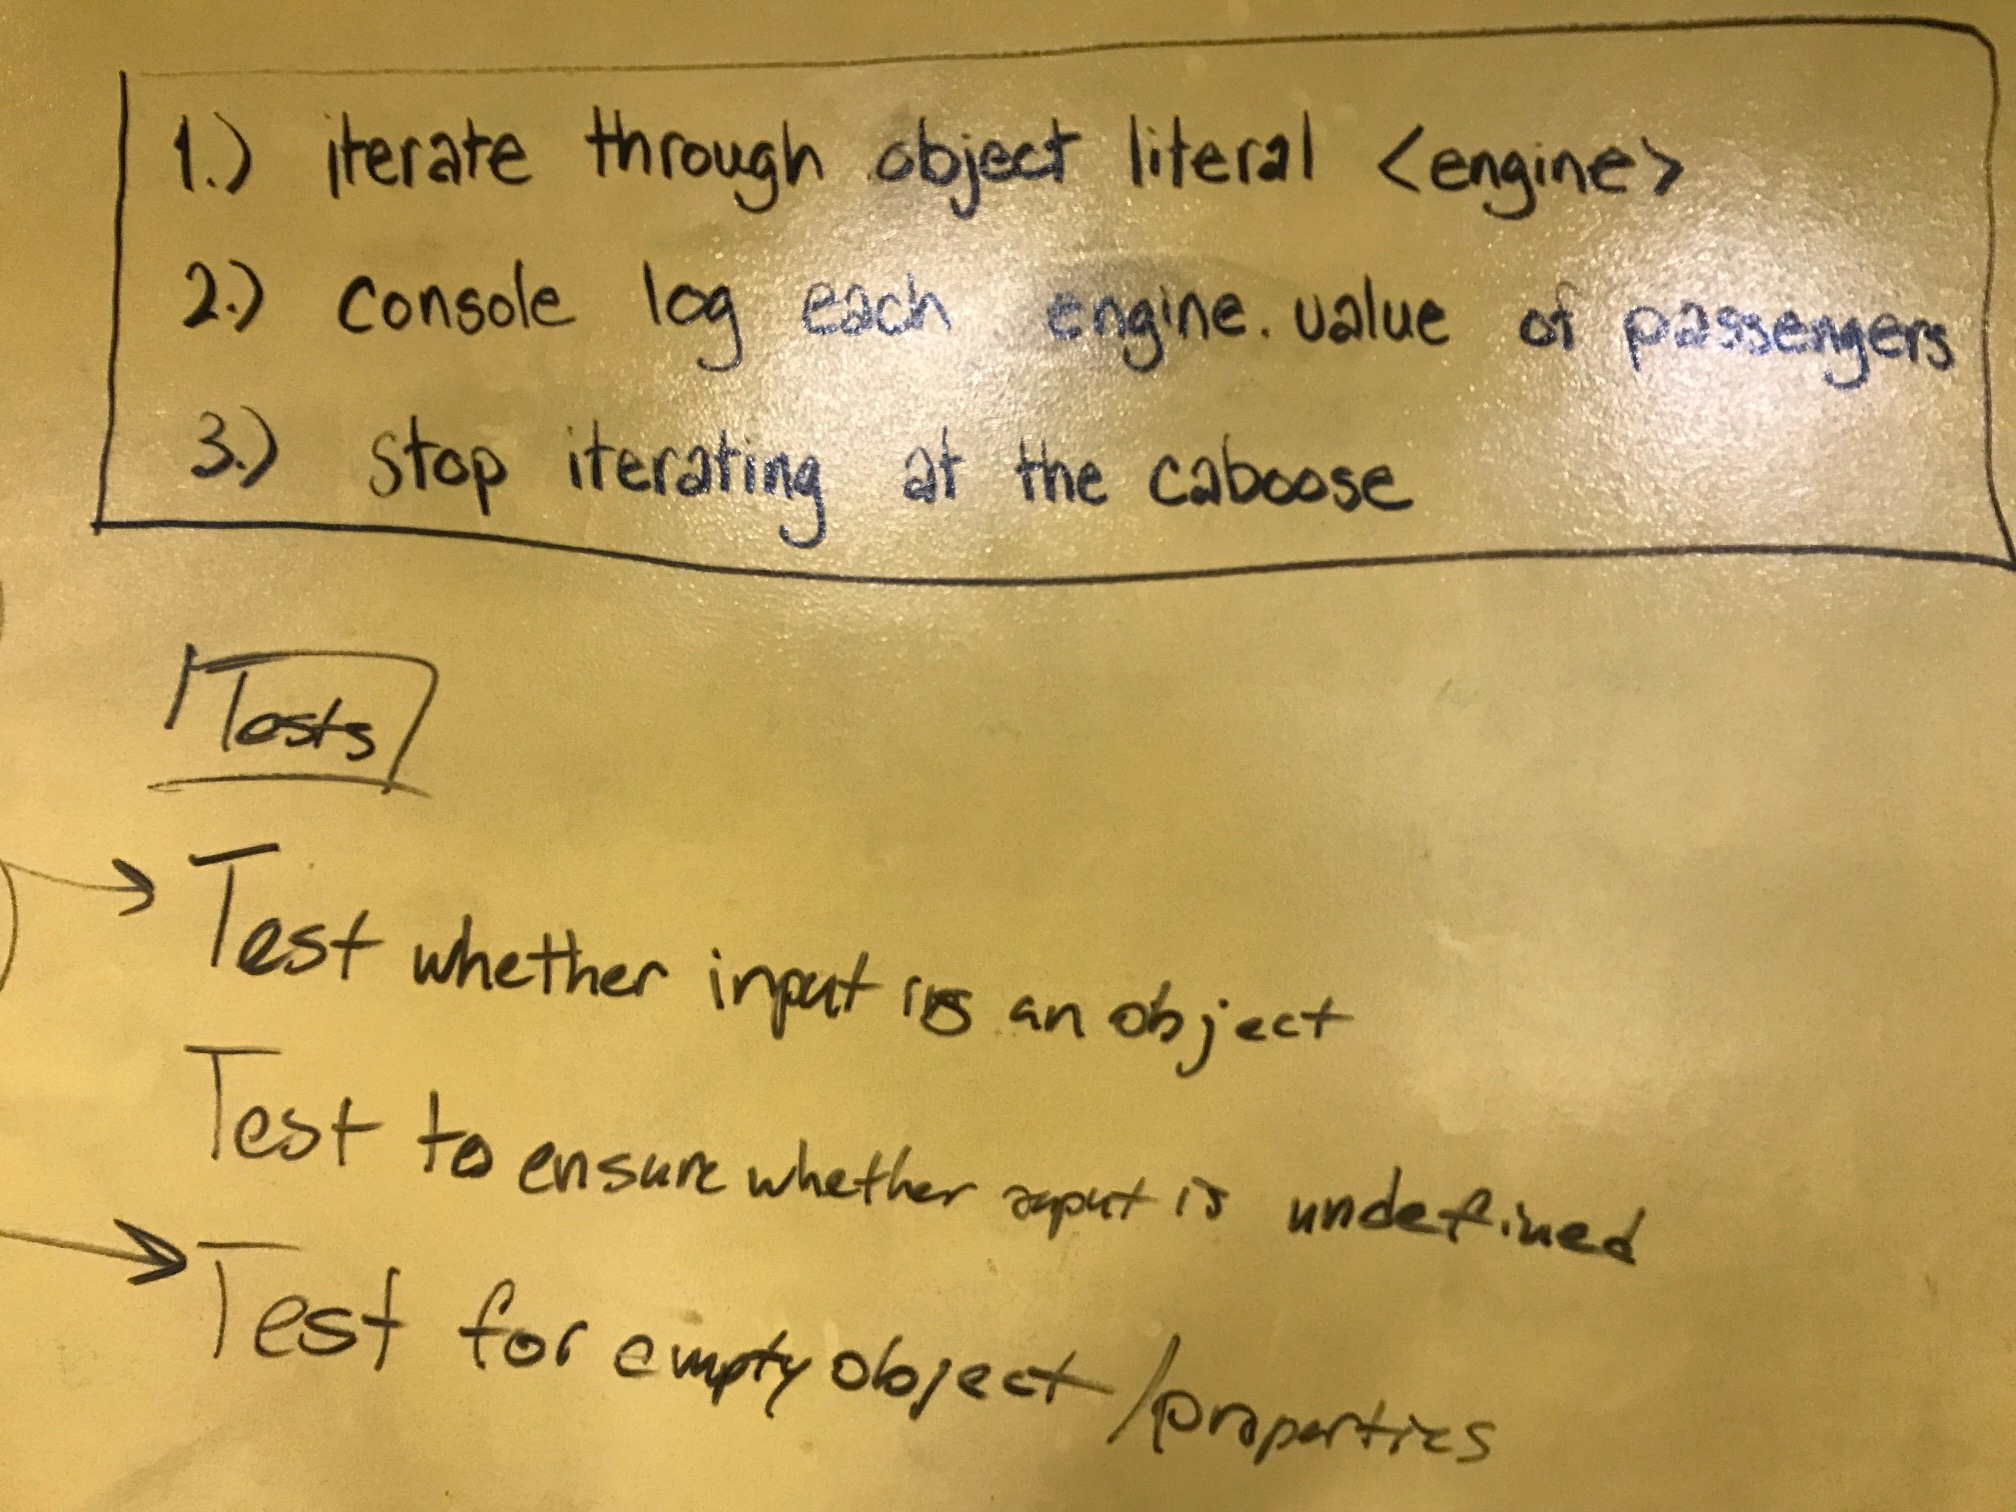 1.) iterate through object literal <engine>
2.) console log each engine. value of passengers
3.) stop iterating at the caboose
Tests
Test whether input is an object
Test to ensure whether input is undefined
Test for empty object/properties